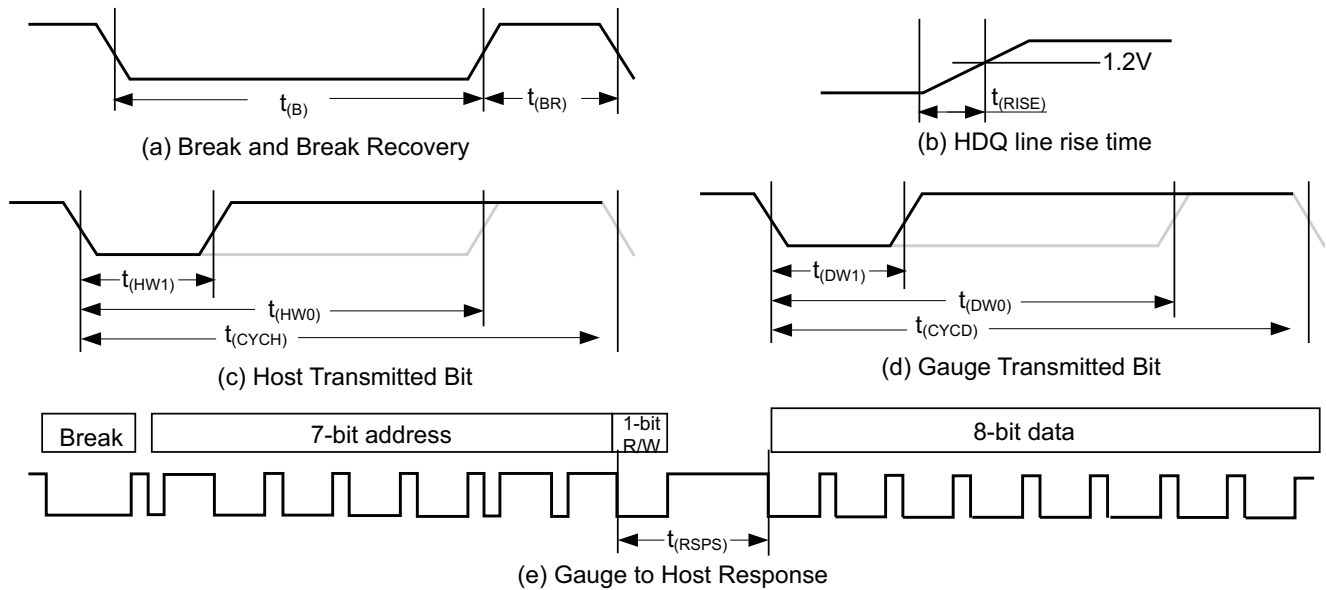 1.2V
t(B)
t(BR)
t(RISE)
(a) Break and Break Recovery
(b) HDQ line rise time
t(HW1)
t(HW0)
t(CYCH)
(c) Host Transmitted Bit
t(DW1)
t(DW0)
t(CYCD)
(d) Gauge Transmitted Bit
Break
7-bit address
1-bit
R/W
8-bit data
t(RSPS)
(e) Gauge to Host Response